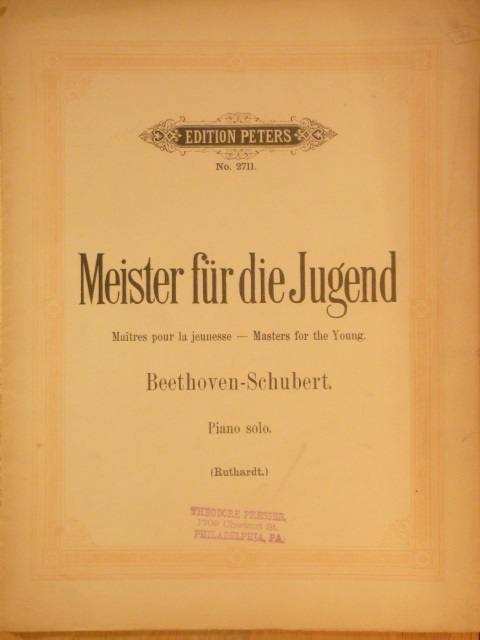 EDITION PETERS
No. 2711.
Meister für die Jugend
Maîtres pour la jeunesse — Masters for the Young.
Beethoven-Schubert.
Piano solo.
(Ruthardt.)
THEODORE PRESSER,
1708 Chestnut St.
PHILADELPHIA, PA.